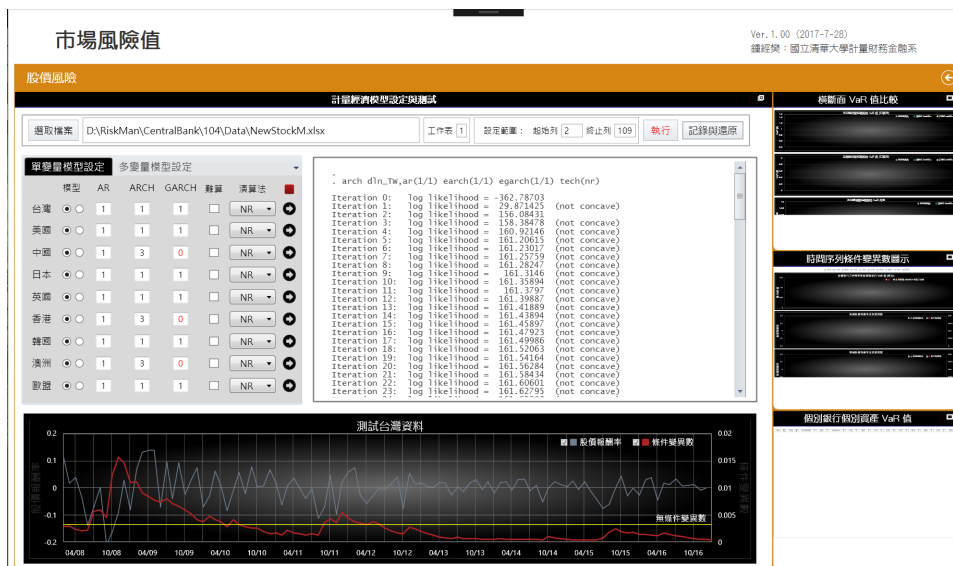 市場風險值
Ver. 1.00 (2017-7-28)
鍾經樊：國立清華大學計量財務金融系
股價風險
計量經濟模型設定與測試
選取檔案 D:\RiskMan\CentralBank\104\Data\NewStockM.xlsx 工作表 1 設定範圍： 起始列 2 終止列 109 執行 記錄與還原
單變量模型設定 多變量模型設定
模型 AR ARCH GARCH 難算 演算法
台灣 1 1 1 NR
美國 1 1 1 NR
中國 1 3 0 NR
日本 1 1 1 NR
英國 1 1 1 NR
香港 1 3 0 NR
韓國 1 1 1 NR
澳洲 1 3 0 NR
歐盟 1 1 1 NR
. arch dln_TW,ar(1/1) earch(1/1) egarch(1/1) tech(nr)
Iteration 0: log likelihood = -362.78703
Iteration 1: log likelihood = 29.871425 (not concave)
Iteration 2: log likelihood = 156.08431
Iteration 3: log likelihood = 158.38478 (not concave)
Iteration 4: log likelihood = 160.92146 (not concave)
Iteration 5: log likelihood = 161.20615 (not concave)
Iteration 6: log likelihood = 161.23017 (not concave)
Iteration 7: log likelihood = 161.25759 (not concave)
Iteration 8: log likelihood = 161.28247 (not concave)
Iteration 9: log likelihood = 161.3146 (not concave)
Iteration 10: log likelihood = 161.35894 (not concave)
Iteration 11: log likelihood = 161.3797 (not concave)
Iteration 12: log likelihood = 161.39887 (not concave)
Iteration 13: log likelihood = 161.41889 (not concave)
Iteration 14: log likelihood = 161.43894 (not concave)
Iteration 15: log likelihood = 161.45897 (not concave)
Iteration 16: log likelihood = 161.47923 (not concave)
Iteration 17: log likelihood = 161.49986 (not concave)
Iteration 18: log likelihood = 161.52063 (not concave)
Iteration 19: log likelihood = 161.54164 (not concave)
Iteration 20: log likelihood = 161.56284 (not concave)
Iteration 21: log likelihood = 161.58434 (not concave)
Iteration 22: log likelihood = 161.60601 (not concave)
Iteration 23: log likelihood = 161.62795 (not concave)
測試台灣資料
股價報酬率 條件變異數
0.2 0.1 0 -0.1 -0.2
股價報酬率
0.02 0.015 0.01 0.005 0
條件變異數
無條件變異數
04/08 10/08 04/09 10/09 04/10 10/10 04/11 10/11 04/12 10/12 04/13 10/13 04/14 10/14 04/15 10/15 04/16 10/16
橫斷面 VaR 值比較
時間序列條件變異數圖示
個別銀行個別資產 VaR 值